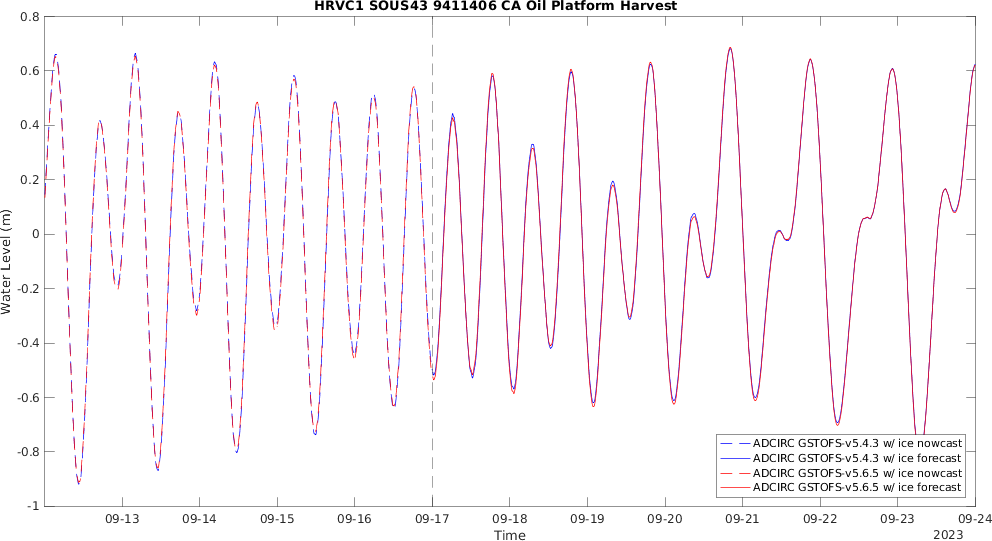 HRVC1 SOUS43 9411406 CA Oil Platform Harvest
0.8
0.6
0.4
0.2
0
-0.2
-0.4
-0.6
-0.8
-1
Water Level (m)
ADCIRC GSTOFS-v5.4.3 w/ ice nowcast
ADCIRC GSTOFS-v5.4.3 w/ ice forecast
ADCIRC GSTOFS-v5.6.5 w/ ice nowcast
ADCIRC GSTOFS-v5.6.5 w/ ice forecast
09-13 09-14 09-15 09-16 09-17 09-18 09-19 09-20 09-21 09-22 09-23 09-24
Time
2023